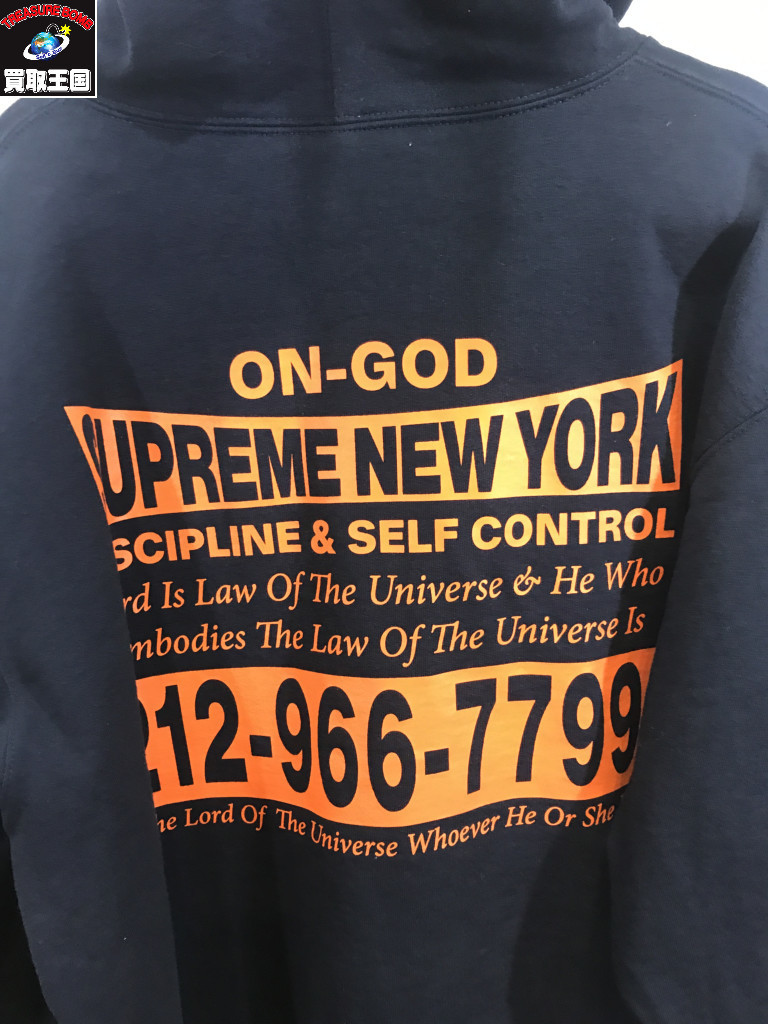 TREASURE BOMB
買取王国
ON-GOD
SUPREME NEW YORK
SCIPLINE & SELF CONTROL
rd Is Law Of The Universe & He Who
mbodies The Law Of The Universe Is
212-966-7799
he Lord Of The Universe Whoever He Or She